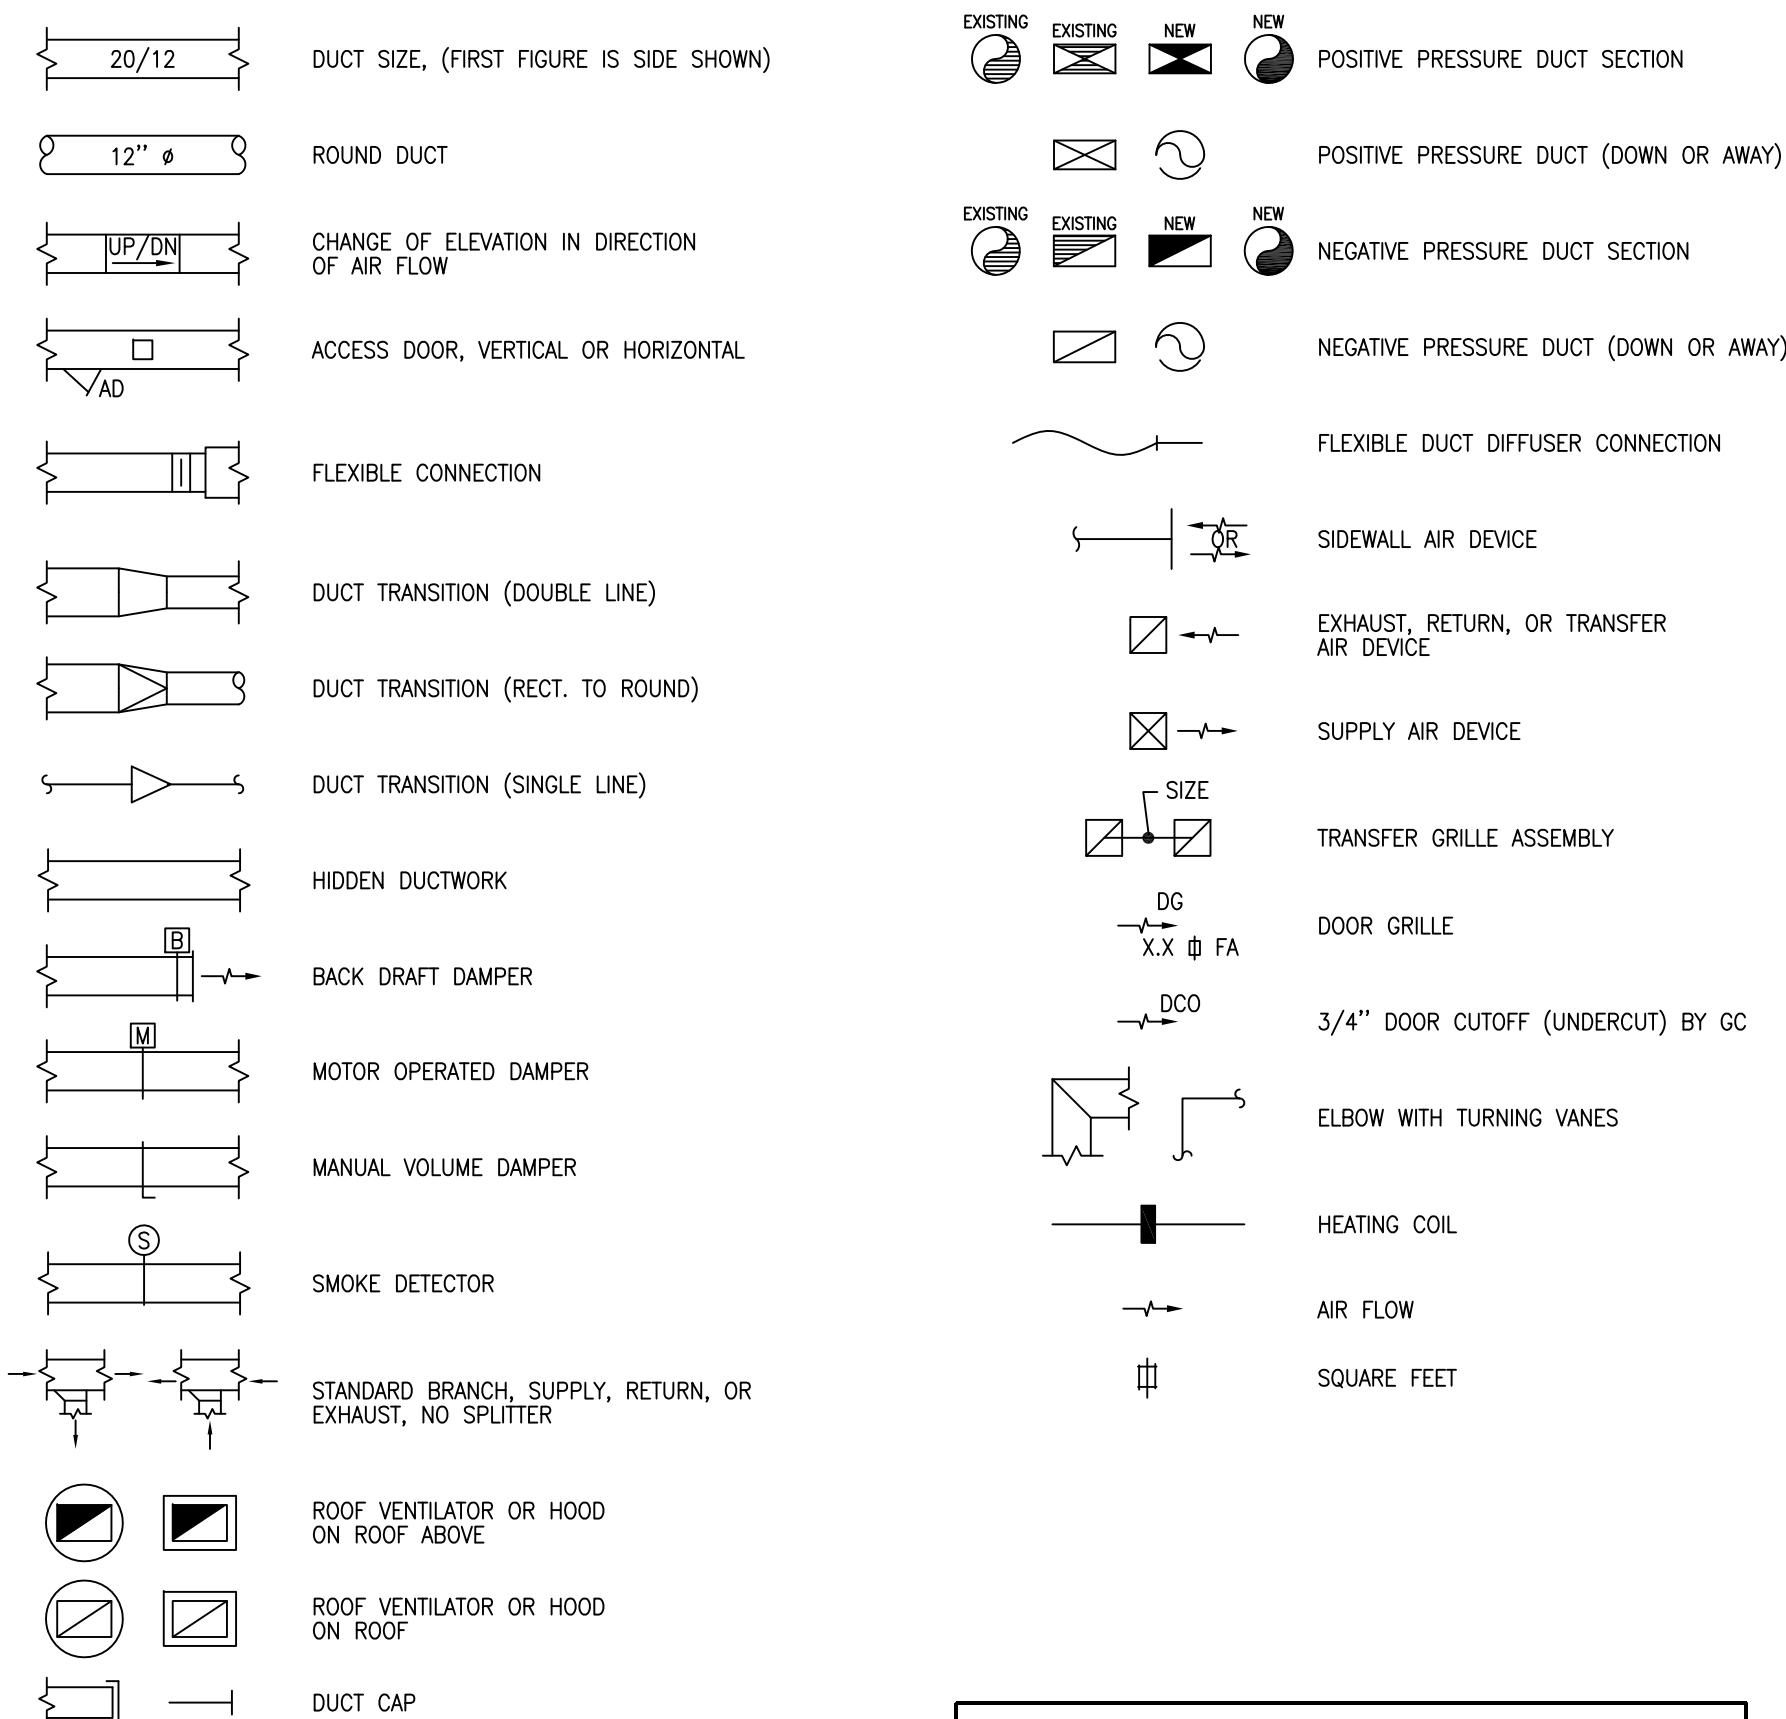 20/12
DUCT SIZE, (FIRST FIGURE IS SIDE SHOWN)
12'' ø
ROUND DUCT
UP/DN
CHANGE OF ELEVATION IN DIRECTION
OF AIR FLOW
ACCESS DOOR, VERTICAL OR HORIZONTAL
AD
FLEXIBLE CONNECTION
DUCT TRANSITION (DOUBLE LINE)
DUCT TRANSITION (RECT. TO ROUND)
DUCT TRANSITION (SINGLE LINE)
HIDDEN DUCTWORK
B
BACK DRAFT DAMPER
M
MOTOR OPERATED DAMPER
MANUAL VOLUME DAMPER
S
SMOKE DETECTOR
STANDARD BRANCH, SUPPLY, RETURN, OR
EXHAUST, NO SPLITTER
ROOF VENTILATOR OR HOOD
ON ROOF ABOVE
ROOF VENTILATOR OR HOOD
ON ROOF
DUCT CAP
EXISTING EXISTING NEW NEW
POSITIVE PRESSURE DUCT SECTION
POSITIVE PRESSURE DUCT (DOWN OR AWAY)
EXISTING EXISTING NEW NEW
NEGATIVE PRESSURE DUCT SECTION
NEGATIVE PRESSURE DUCT (DOWN OR AWAY)
FLEXIBLE DUCT DIFFUSER CONNECTION
OR
SIDEWALL AIR DEVICE
EXHAUST, RETURN, OR TRANSFER
AIR DEVICE
SUPPLY AIR DEVICE
SIZE
TRANSFER GRILLE ASSEMBLY
DG
X.X FA
DOOR GRILLE
DCO
3/4'' DOOR CUTOFF (UNDERCUT) BY GC
ELBOW WITH TURNING VANES
HEATING COIL
AIR FLOW
SQUARE FEET